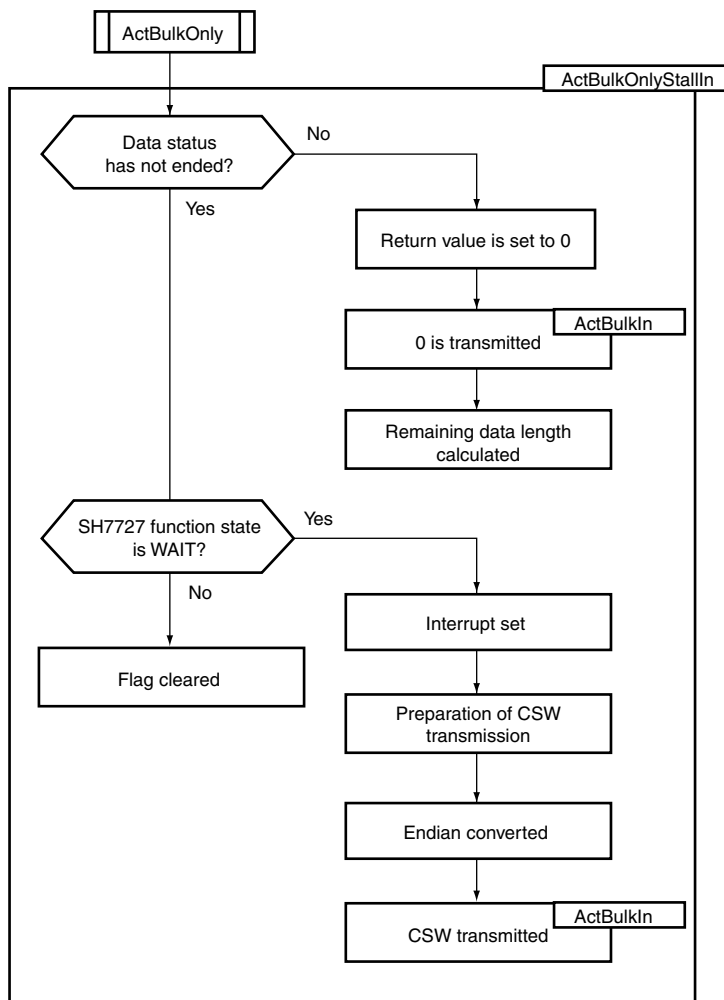 ActBulkOnly
ActBulkOnlyStallIn
Data status
has not ended?
No
Yes
Return value is set to 0
ActBulkIn
0 is transmitted
Remaining data length
calculated
SH7727 function state
is WAIT?
Yes
No
Interrupt set
Flag cleared
Preparation of CSW
transmission
Endian converted
ActBulkIn
CSW transmitted